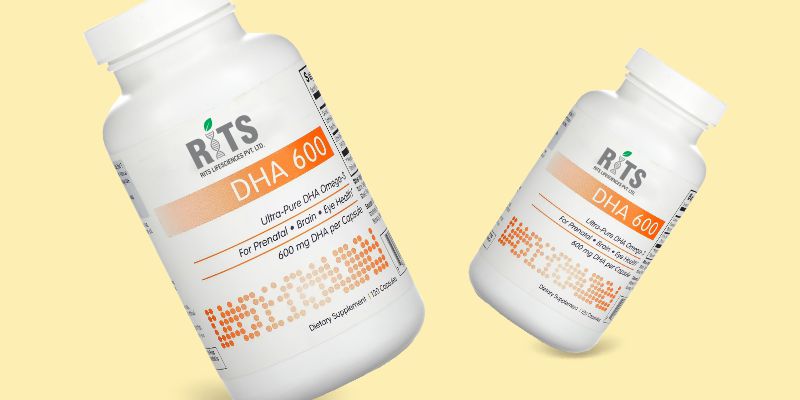 RITS
RITS LIFESCIENCES PVT. LTD.
DHA 600
Ultra-Pure DHA Omega-3
For Prenatal • Brain • Eye Health
600 mg DHA per Capsule
Dietary Supplement | 120 Capsules
RITS
RITS LIFESCIENCES PVT. LTD.
DHA 600
Ultra-Pure DHA Omega-
For Prenatal • Brain • Eye Health
600 mg DHA per Capsule
Dietary Supplement | 120 Capsules